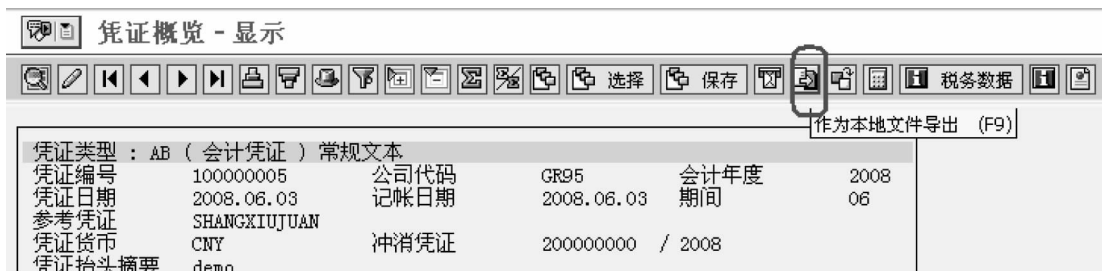 凭证概览 - 显示
选择 保存 税务数据
作为本地文件导出 (F9)
凭证类型 : AB ( 会计凭证 ) 常规文本
凭证编号 100000005 公司代码 GR95 会计年度 2008
凭证日期 2008.06.03 记帐日期 2008.06.03 期间 06
参考凭证 SHANGXIUJUAN
凭证货币 CNY 冲消凭证 200000000 / 2008
凭证抬头摘要 demo